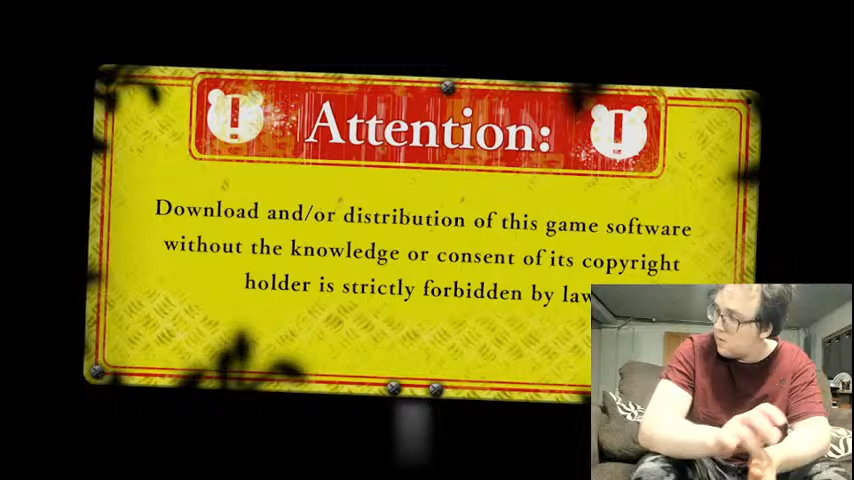 Attention:
Download and/or distribution of this game software
without the knowledge or consent of its copyright
holder is strictly forbidden by law